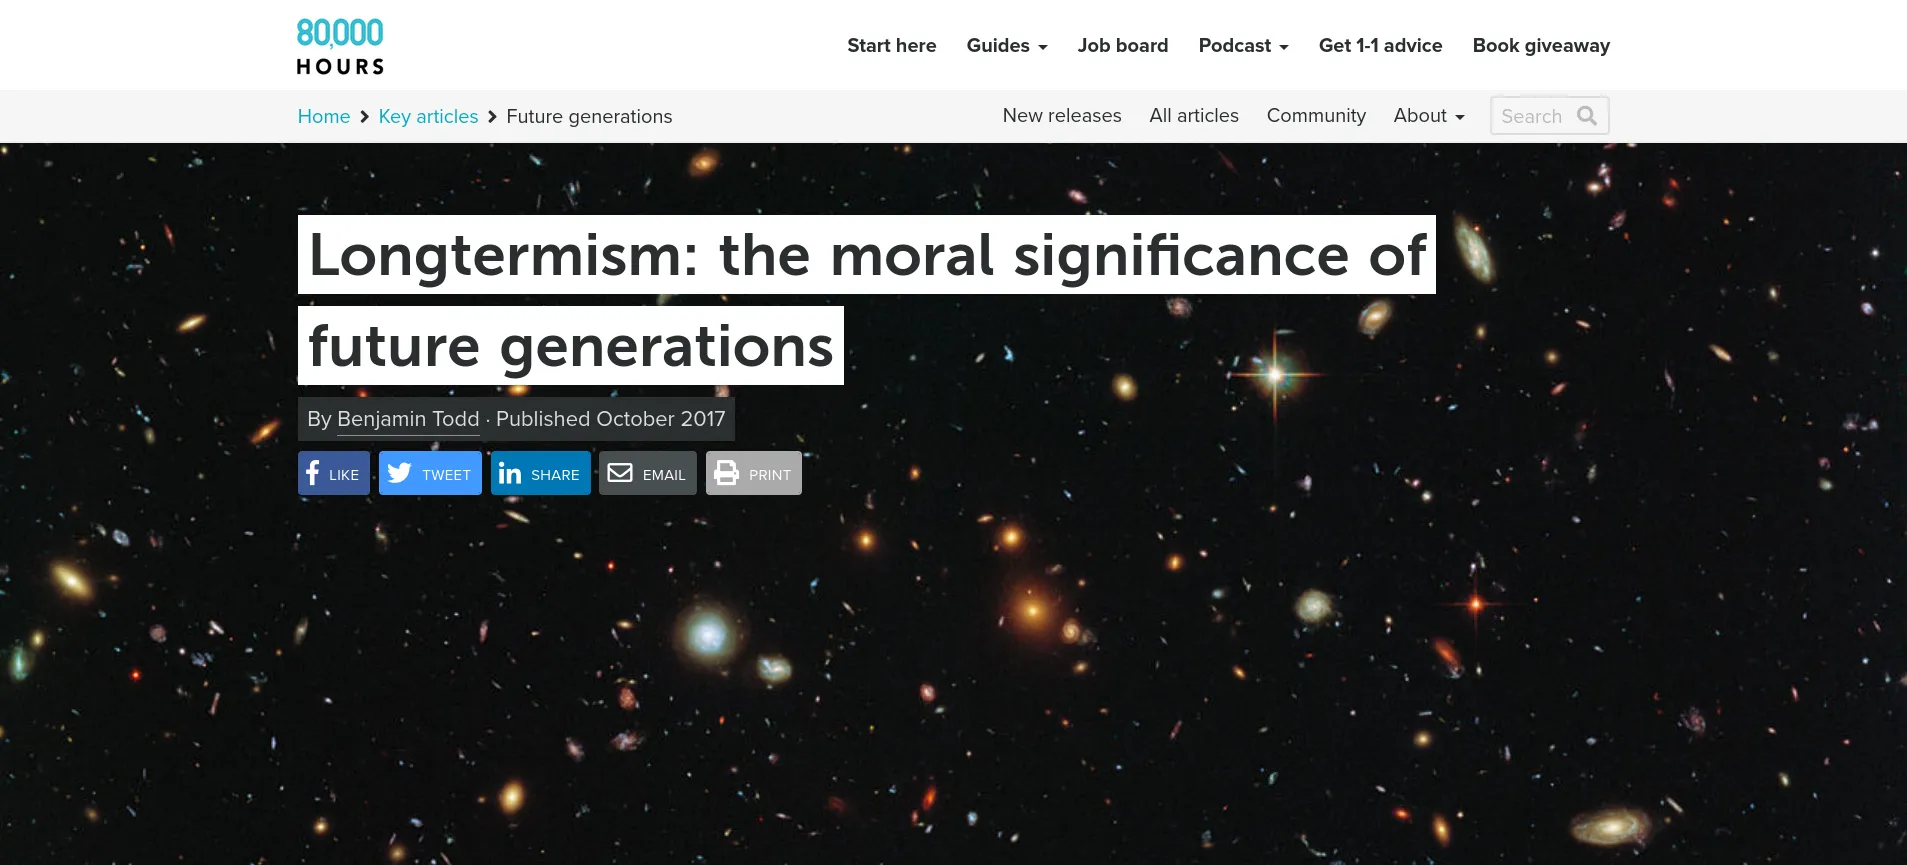 80,000
HOURS
Start here Guides Job board Podcast Get 1-1 advice Book giveaway
Home Key articles Future generations
New releases All articles Community About Search
Longtermism: the moral significance of
future generations
By Benjamin Todd · Published October 2017
LIKE TWEET SHARE EMAIL PRINT